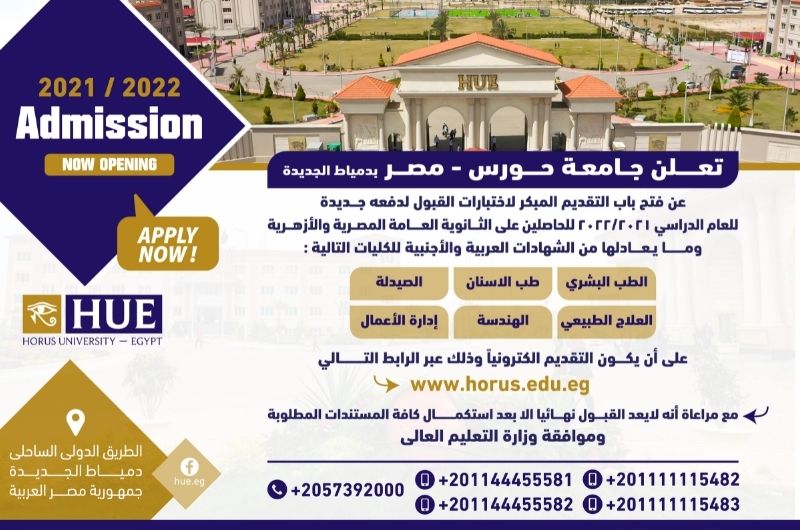 2021 / 2022
Admission
NOW OPENING
APPLY
NOW!
HUE
HUE
HORUS UNIVERSITY – EGYPT
تعلن جامعة حورس - مصر بدمياط الجديدة
عن فتح باب التقديم المبكر لاختبارات القبول لدفعه جديدة
للعام الدراسي ٢٠٢٢/٢٠٢١ للحاصلين على الثانوية العامة المصرية والأزهرية
وما يعادلها من الشهادات العربية والأجنبية للكليات التالية :
الطب البشري طب الاسنان الصيدلة
العلاج الطبيعي الهندسة إدارة الأعمال
على أن يكون التقديم الكترونياً وذلك عبر الرابط التالي
www.horus.edu.eg
مع مراعاة أنه لايعد القبول نهائيا الا بعد استكمال كافة المستندات المطلوبة
وموافقة وزارة التعليم العالى
الطريق الدولى الساحلى
دمياط الجديدة
جمهورية مصر العربية
f
hue.eg
+2057392000 +201144455581 +201111115482
+201144455582 +201111115483